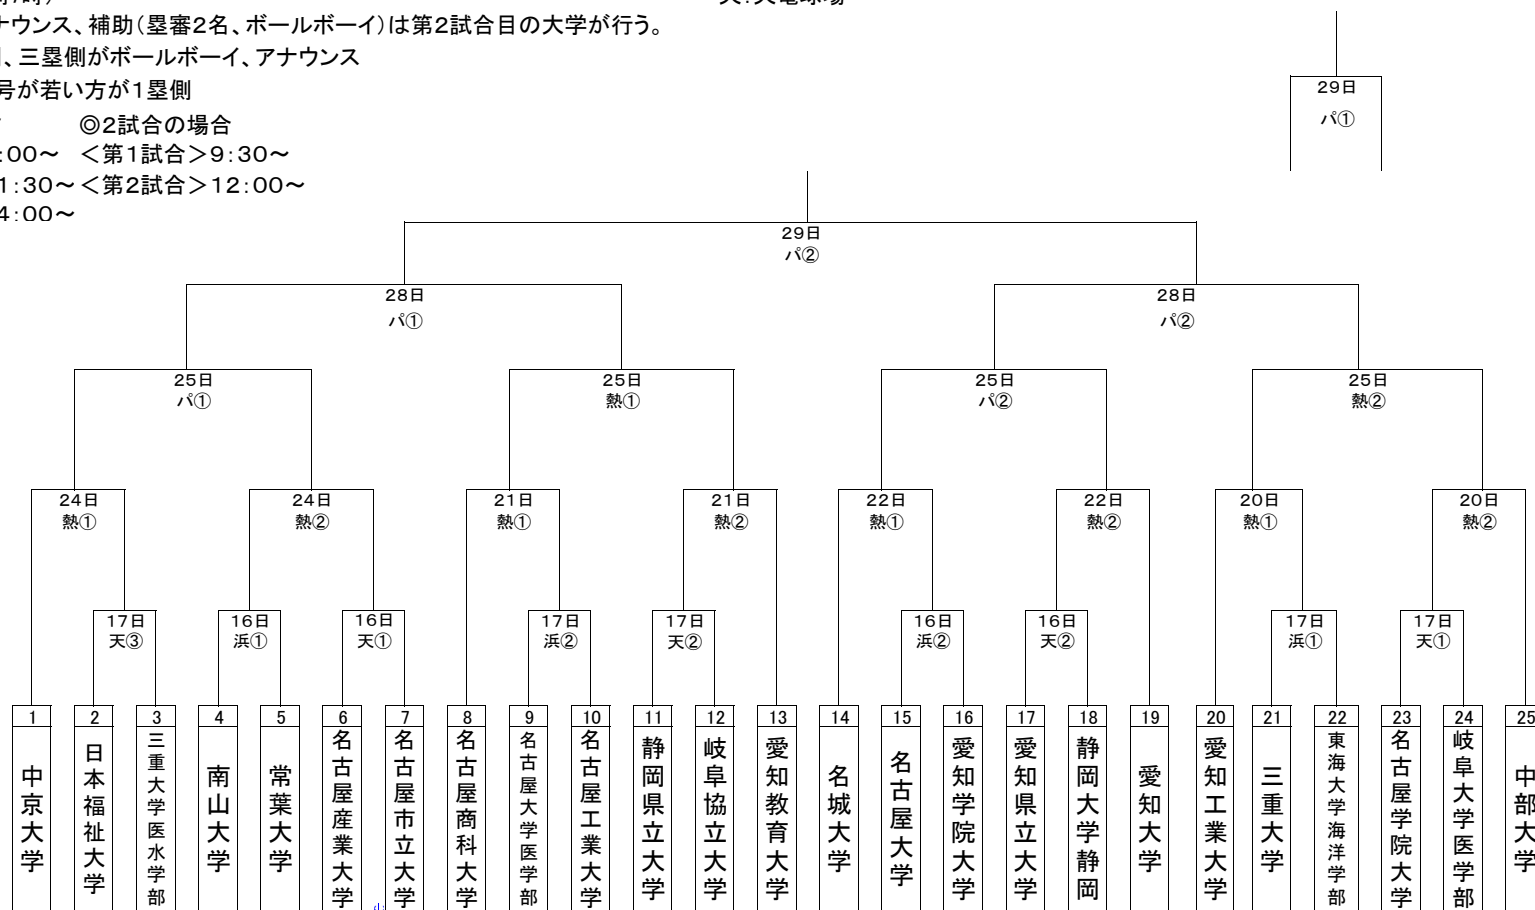 ナウンス、補助（塁審２名、ボールボーイ）は第２試合目の大学が行う。
、三塁側がボールボーイ、アナウンス
号が若い方が１塁側
◎２試合の場合
:００～ ＜第１試合＞９:３０～
１:３０～ ＜第２試合＞１２:００～
４:００～
29日
パ①
29日
パ②
28日
パ①
28日
パ②
25日
パ①
25日
熱①
25日
パ②
25日
熱②
24日
熱①
24日
熱②
21日
熱①
21日
熱②
22日
熱①
22日
熱②
20日
熱①
20日
熱②
17日
天③
16日
浜①
16日
天①
17日
浜②
17日
天②
16日
浜②
16日
天②
17日
浜①
17日
天①
1 中京大学
2 日本福祉大学
3 三重大学医水学部
4 南山大学
5 常葉大学
6 名古屋産業大学
7 名古屋市立大学
8 名古屋商科大学
9 名古屋大学医学部
10 名古屋工業大学
11 静岡県立大学
12 岐阜協立大学
13 愛知教育大学
14 名城大学
15 名古屋大学
16 愛知学院大学
17 愛知県立大学
18 静岡大学静岡
19 愛知大学
20 愛知工業大学
21 三重大学
22 東海大学海洋学部
23 名古屋学院大学
24 岐阜大学医学部
25 中部大学